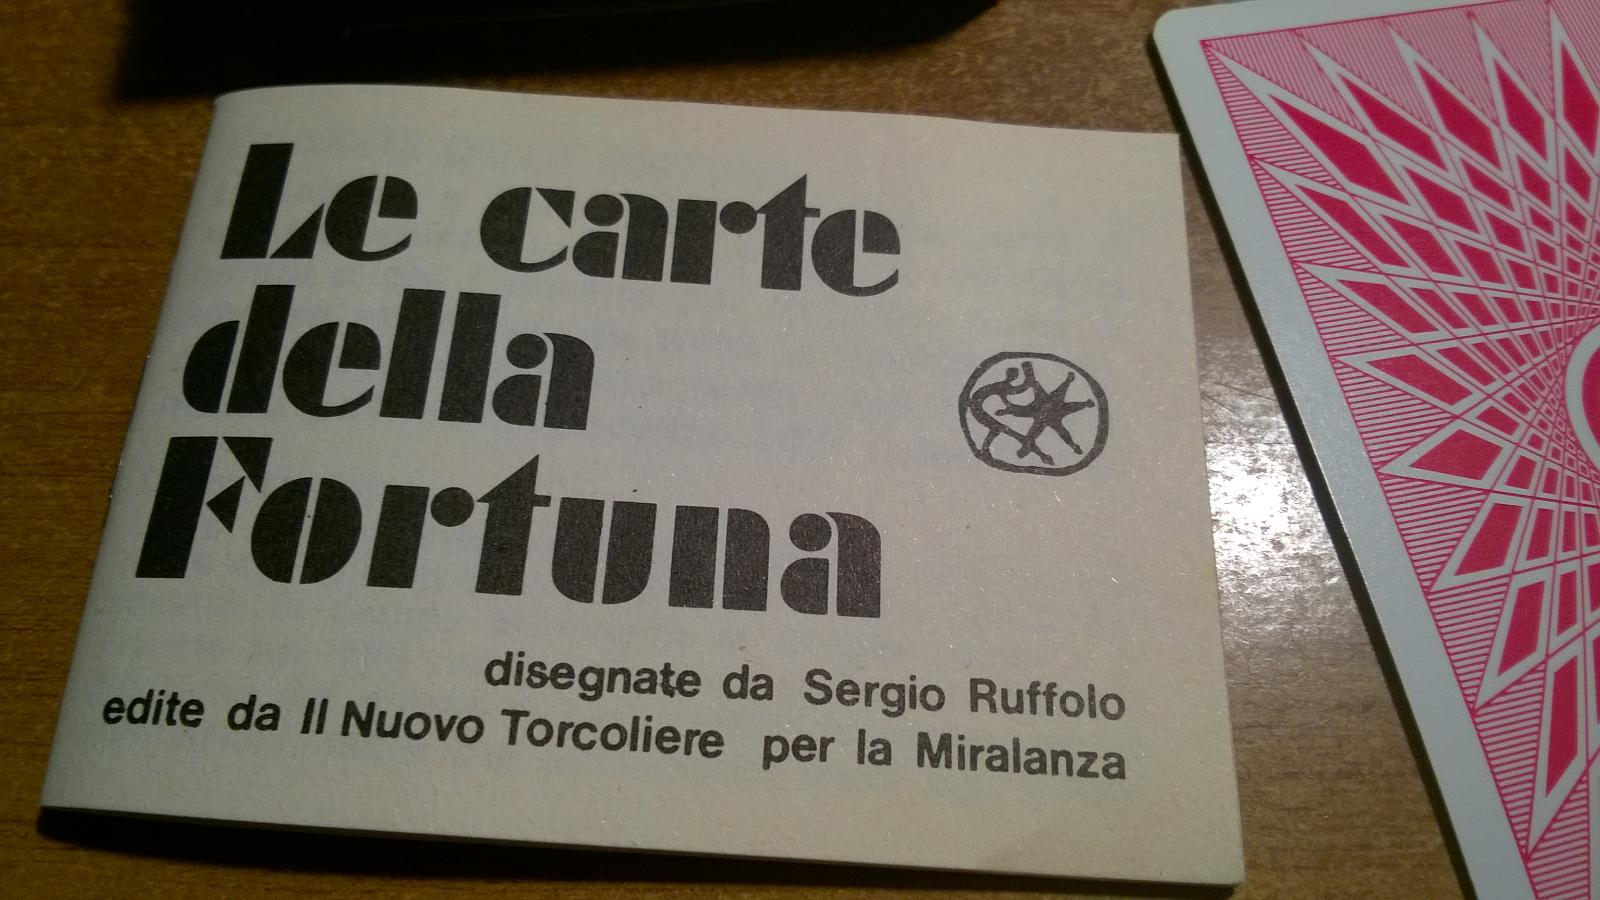 Le carte
della
Fortuna
disegnate da Sergio Ruffolo
edite da Il Nuovo Torcoliere per la Miralanza